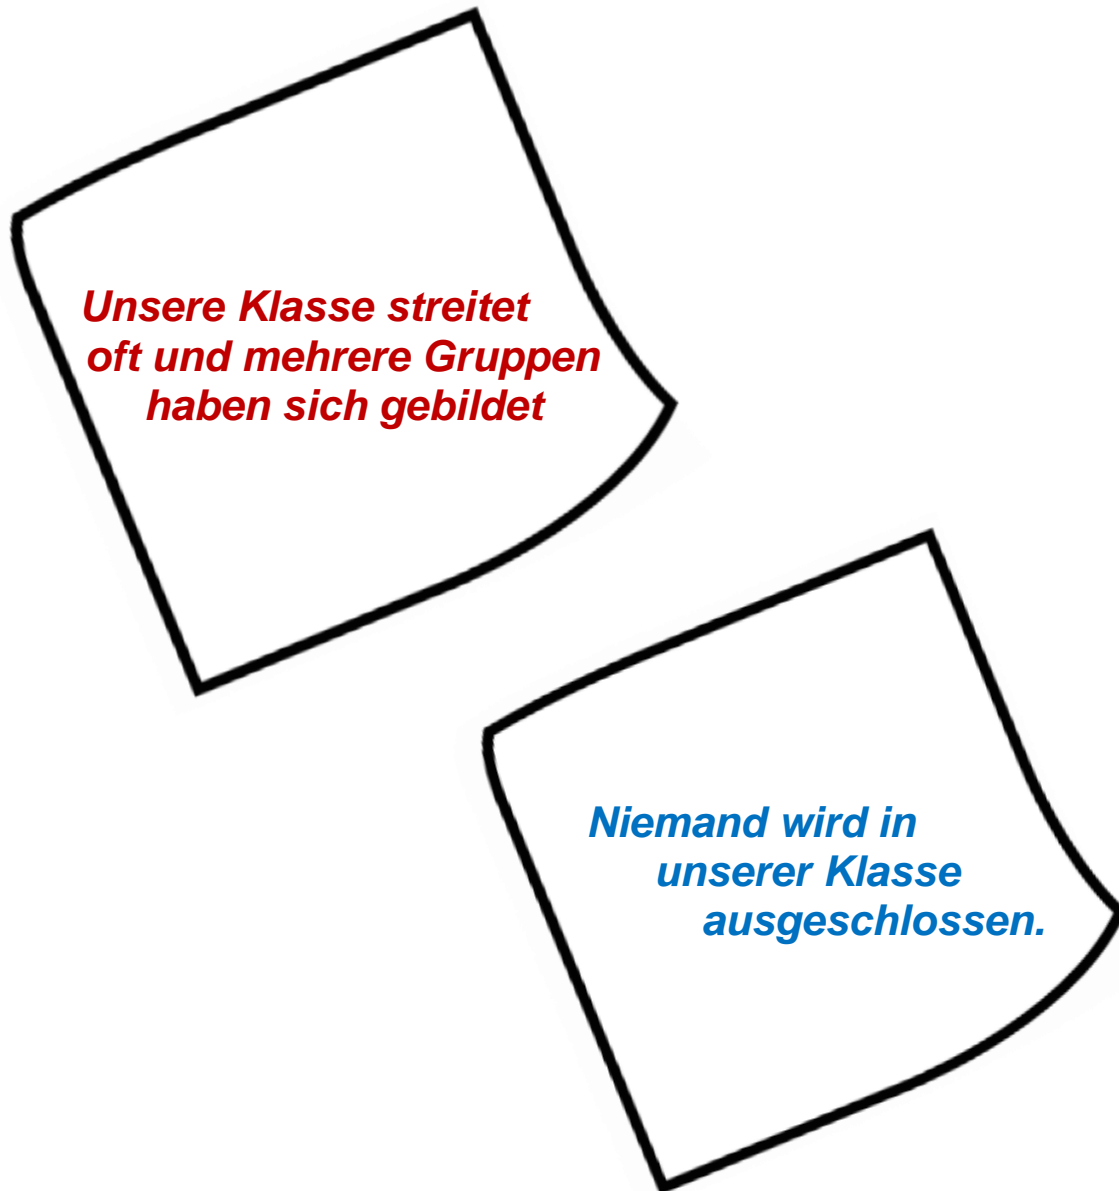 Unsere Klasse streitet
oft und mehrere Gruppen
haben sich gebildet
Niemand wird in
unserer Klasse
ausgeschlossen.